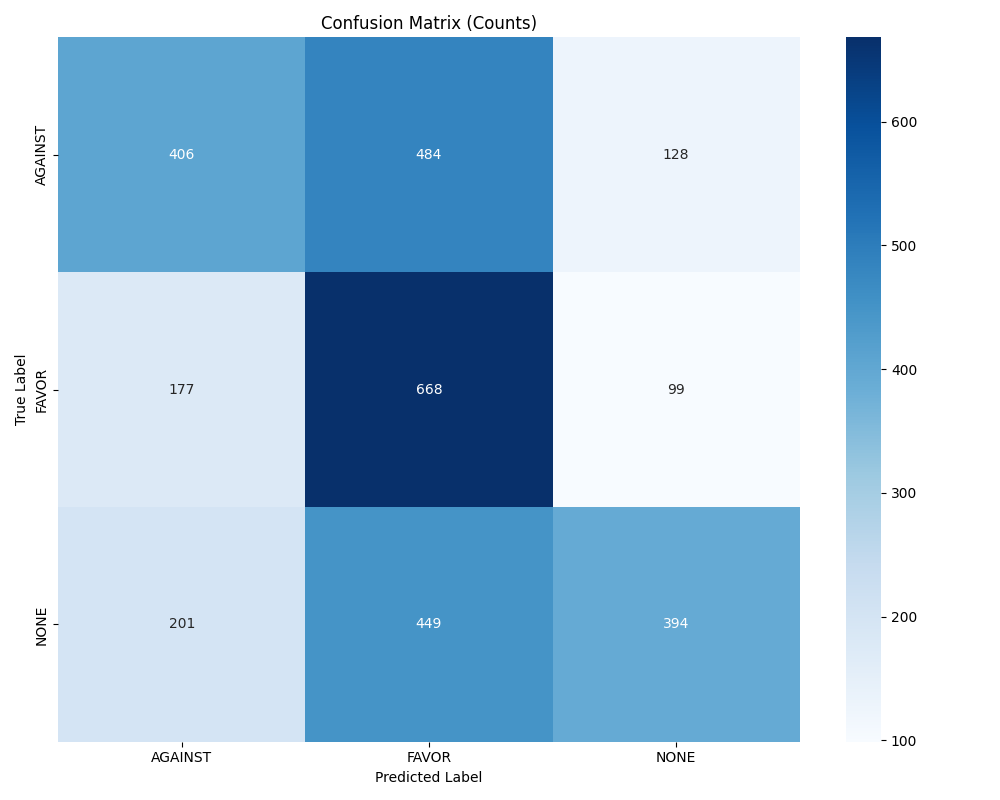 Confusion Matrix (Counts)
True Label
AGAINST
406 484 128
FAVOR
177 668 99
NONE
201 449 394
AGAINST FAVOR NONE
Predicted Label
600
500
400
300
200
100